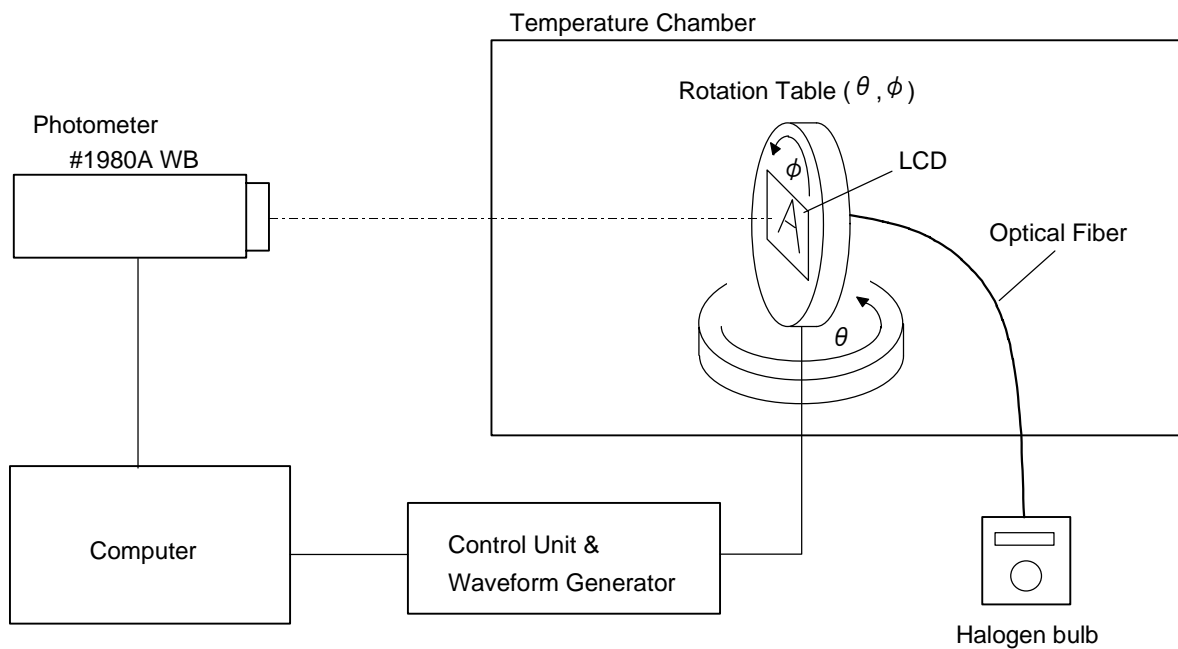 Temperature Chamber
Rotation Table ( θ , ϕ )
Photometer
#1980A WB
LCD
ϕ
A
Optical Fiber
θ
Computer
Control Unit &
Waveform Generator
Halogen bulb